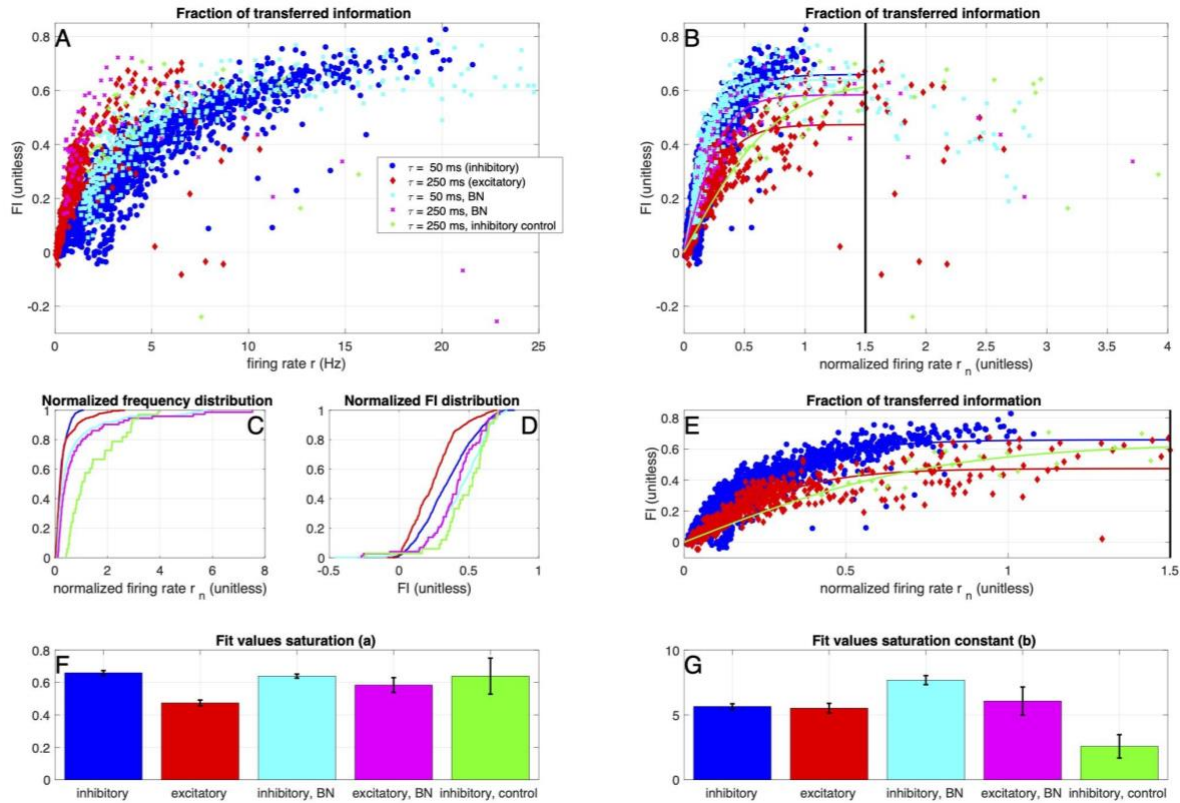 Fraction of transferred information
A
FI (unitless)
0.8
0.6
0.4
0.2
0
-0.2
0 5 10 15 20 25
firing rate r (Hz)
τ = 50 ms (inhibitory)
τ = 250 ms (excitatory)
τ = 50 ms, BN
τ = 250 ms, BN
τ = 250 ms, inhibitory control
Fraction of transferred information
B
FI (unitless)
0.8
0.6
0.4
0.2
0
-0.2
0 0.5 1 1.5 2 2.5 3 3.5 4
normalized firing rate r n (unitless)
Normalized frequency distribution
C
1
0.8
0.6
0.4
0.2
0
0 2 4 6 8
normalized firing rate r n (unitless)
Normalized FI distribution
D
1
0.8
0.6
0.4
0.2
0
-0.5 0 0.5 1
FI (unitless)
Fraction of transferred information
E
FI (unitless)
0.8
0.6
0.4
0.2
0
0 0.5 1 1.5
normalized firing rate r n (unitless)
Fit values saturation (a)
F
0.8
0.6
0.4
0.2
0
inhibitory excitatory inhibitory, BN excitatory, BN inhibitory, control
Fit values saturation constant (b)
G
10
5
0
inhibitory excitatory inhibitory, BN excitatory, BN inhibitory, control